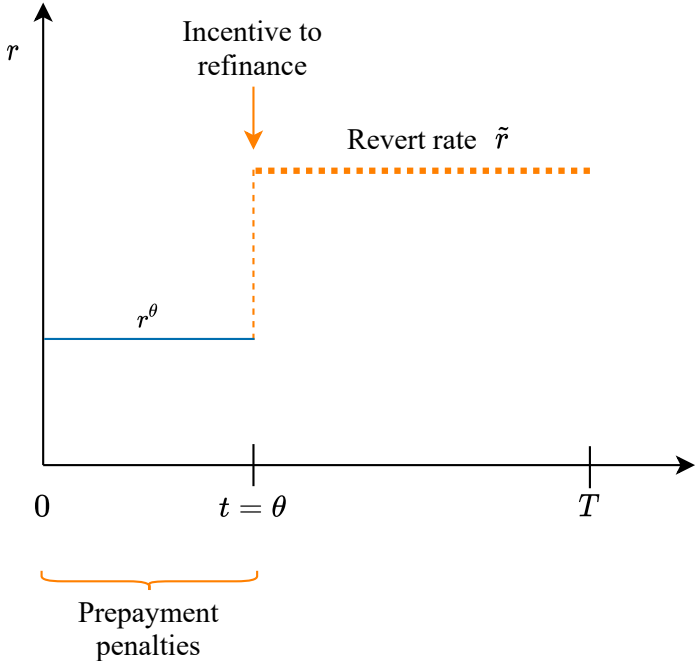 Incentive to
refinance
r
Revert rate r̃
r^θ
0
t = θ
T
Prepayment
penalties